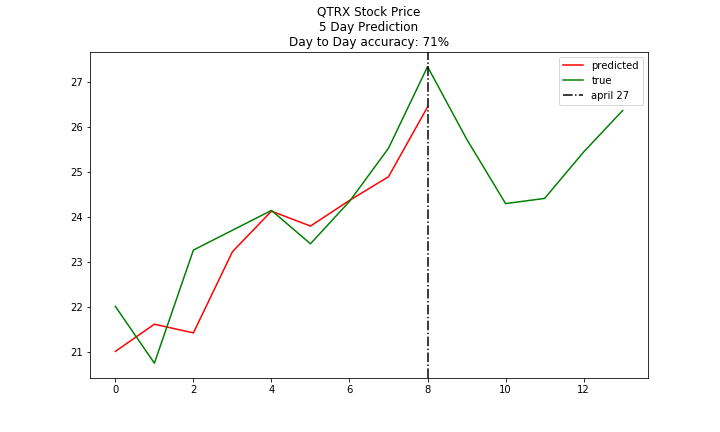 QTRX Stock Price
5 Day Prediction
Day to Day accuracy: 71%
predicted
true
april 27
27
26
25
24
23
22
21
0 2 4 6 8 10 12